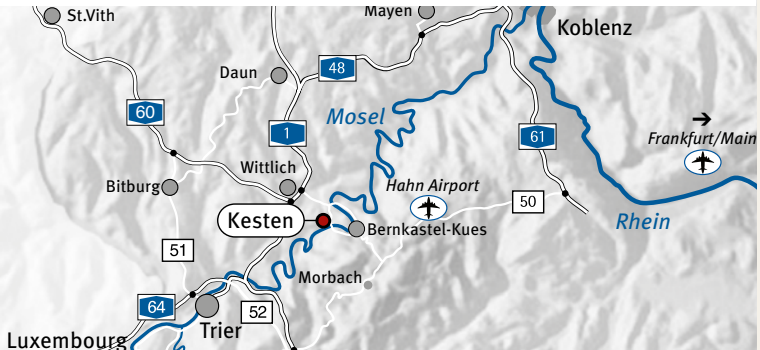 St.Vith
Mayen
Koblenz
Daun
48
60
Mosel
1
61
Frankfurt/Main
Wittlich
Bitburg
Hahn Airport
50
Kesten
Rhein
Bernkastel-Kues
51
Morbach
64
52
Trier
Luxembourg